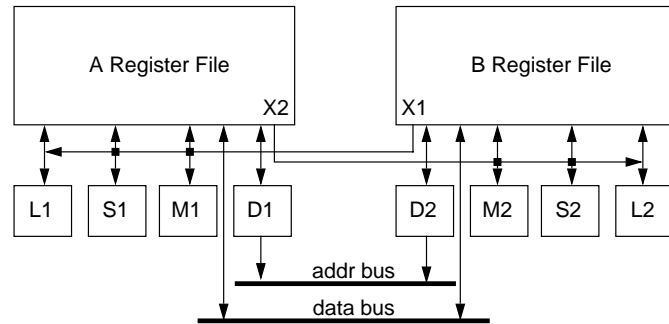 A Register File B Register File
X2 X1
L1 S1 M1 D1 D2 M2 S2 L2
addr bus
data bus